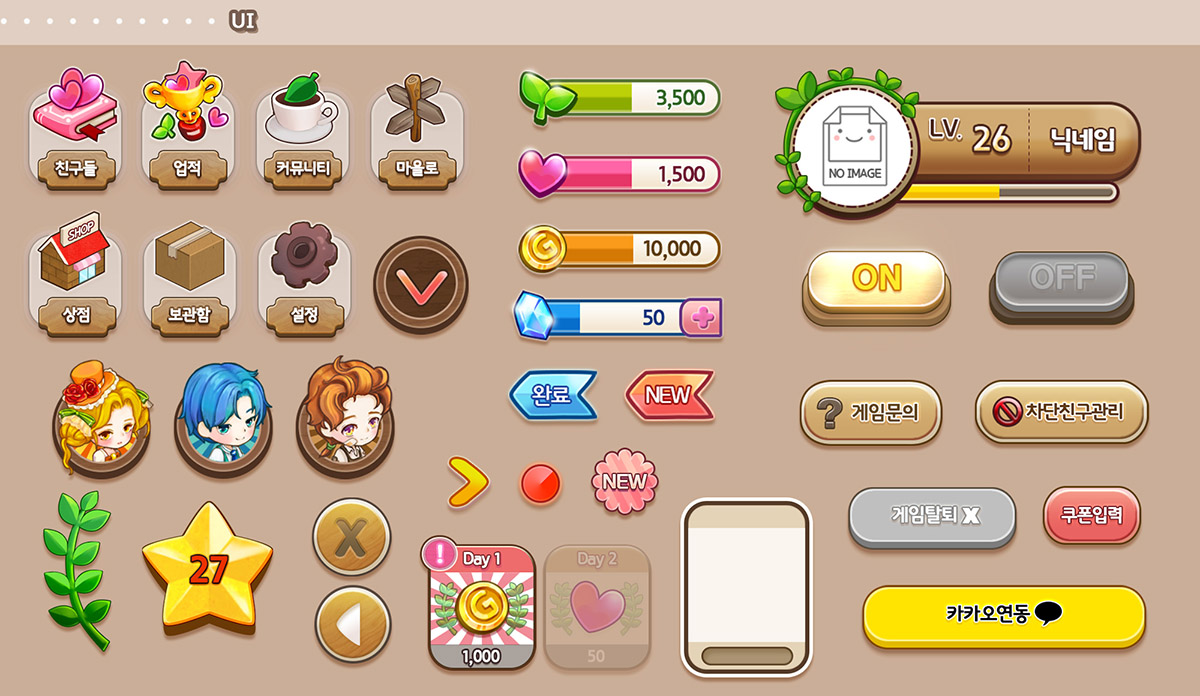 UI
친구들
업적
커뮤니티
마을로
SHOP
상점
보관함
설정
3,500
1,500
10,000
50
NO IMAGE
LV. 26
닉네임
ON
OFF
완료
NEW
게임문의
차단친구관리
NEW
27
X
Day 1
1,000
Day 2
50
게임탈퇴 X
쿠폰입력
카카오연동